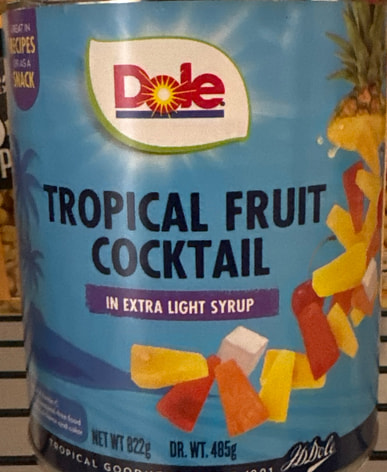 GREAT IN
RECIPES
OR AS A
SNACK
Dole
TROPICAL FRUIT
COCKTAIL
IN EXTRA LIGHT SYRUP
NET WT 822g DR. WT. 485g
TROPICAL